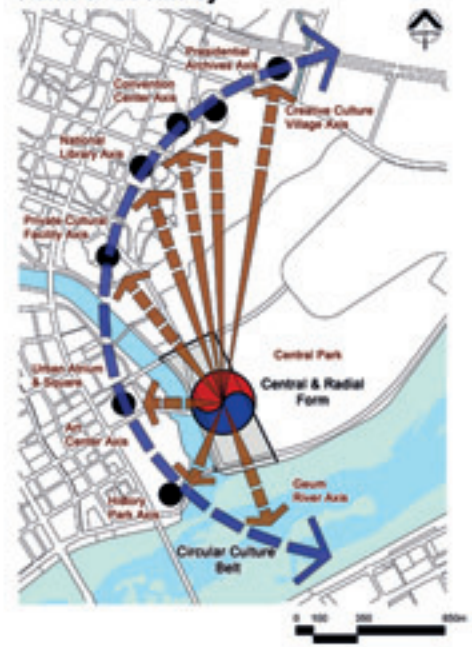 Presidential
Archives Axis
Convention
Center Axis
Creative Culture
Village Axis
National
Library Axis
Private Cultural
Facility Axis
Central Park
Urban Atrium
& Square
Central & Radial
Form
Art
Center Axis
History
Park Axis
Geum
River Axis
Circular Culture
Belt
0 100